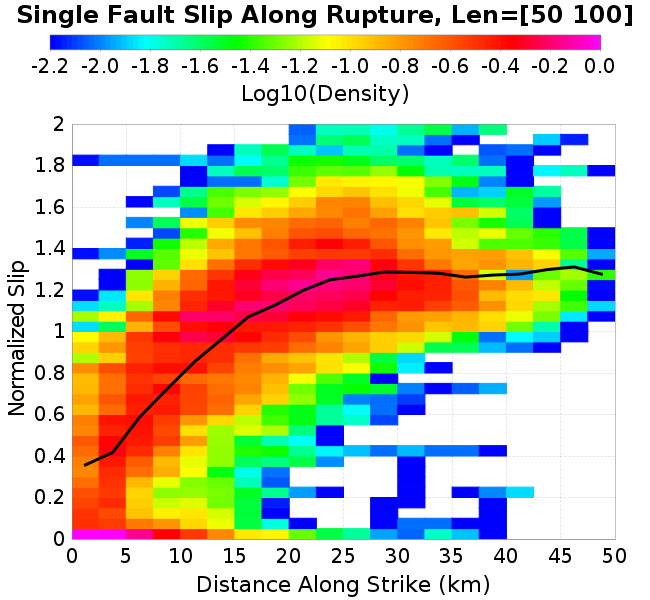 Single Fault Slip Along Rupture, Len=[50 100]
-2.2 -2.0 -1.8 -1.6 -1.4 -1.2 -1.0 -0.8 -0.6 -0.4 -0.2 0.0
Log10(Density)
2
1.8
1.6
1.4
1.2
1
0.8
0.6
0.4
0.2
0
Normalized Slip
0 5 10 15 20 25 30 35 40 45 50
Distance Along Strike (km)